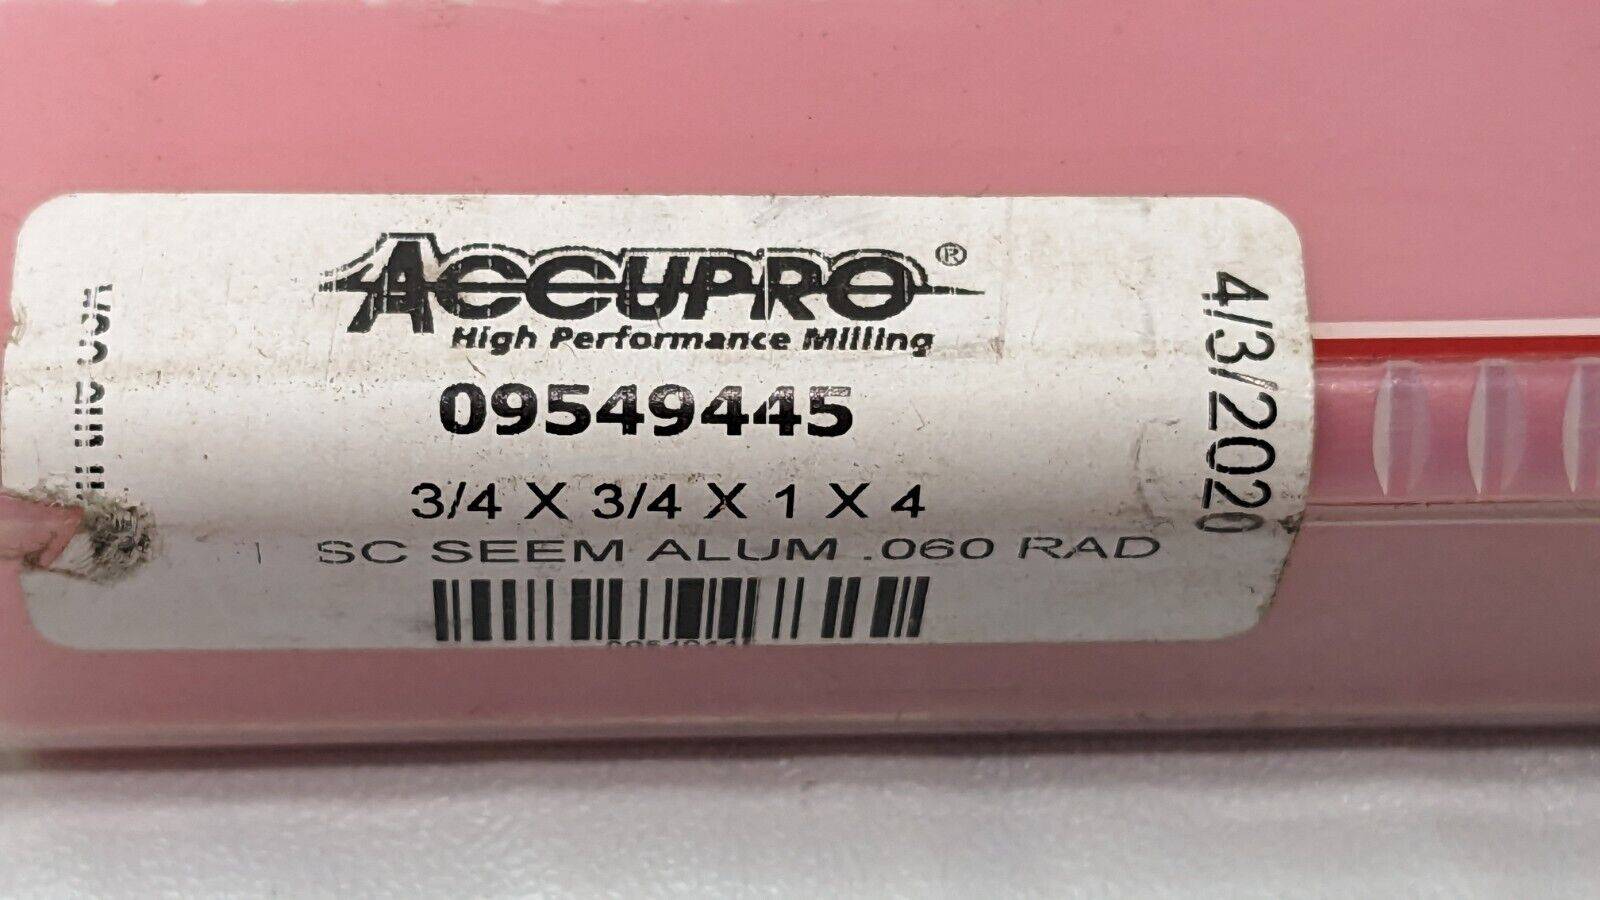 ACCUPRO®
High Performance Milling
09549445
3/4 X 3/4 X 1 X 4
SC SEEM ALUM .060 RAD
4/3/2020